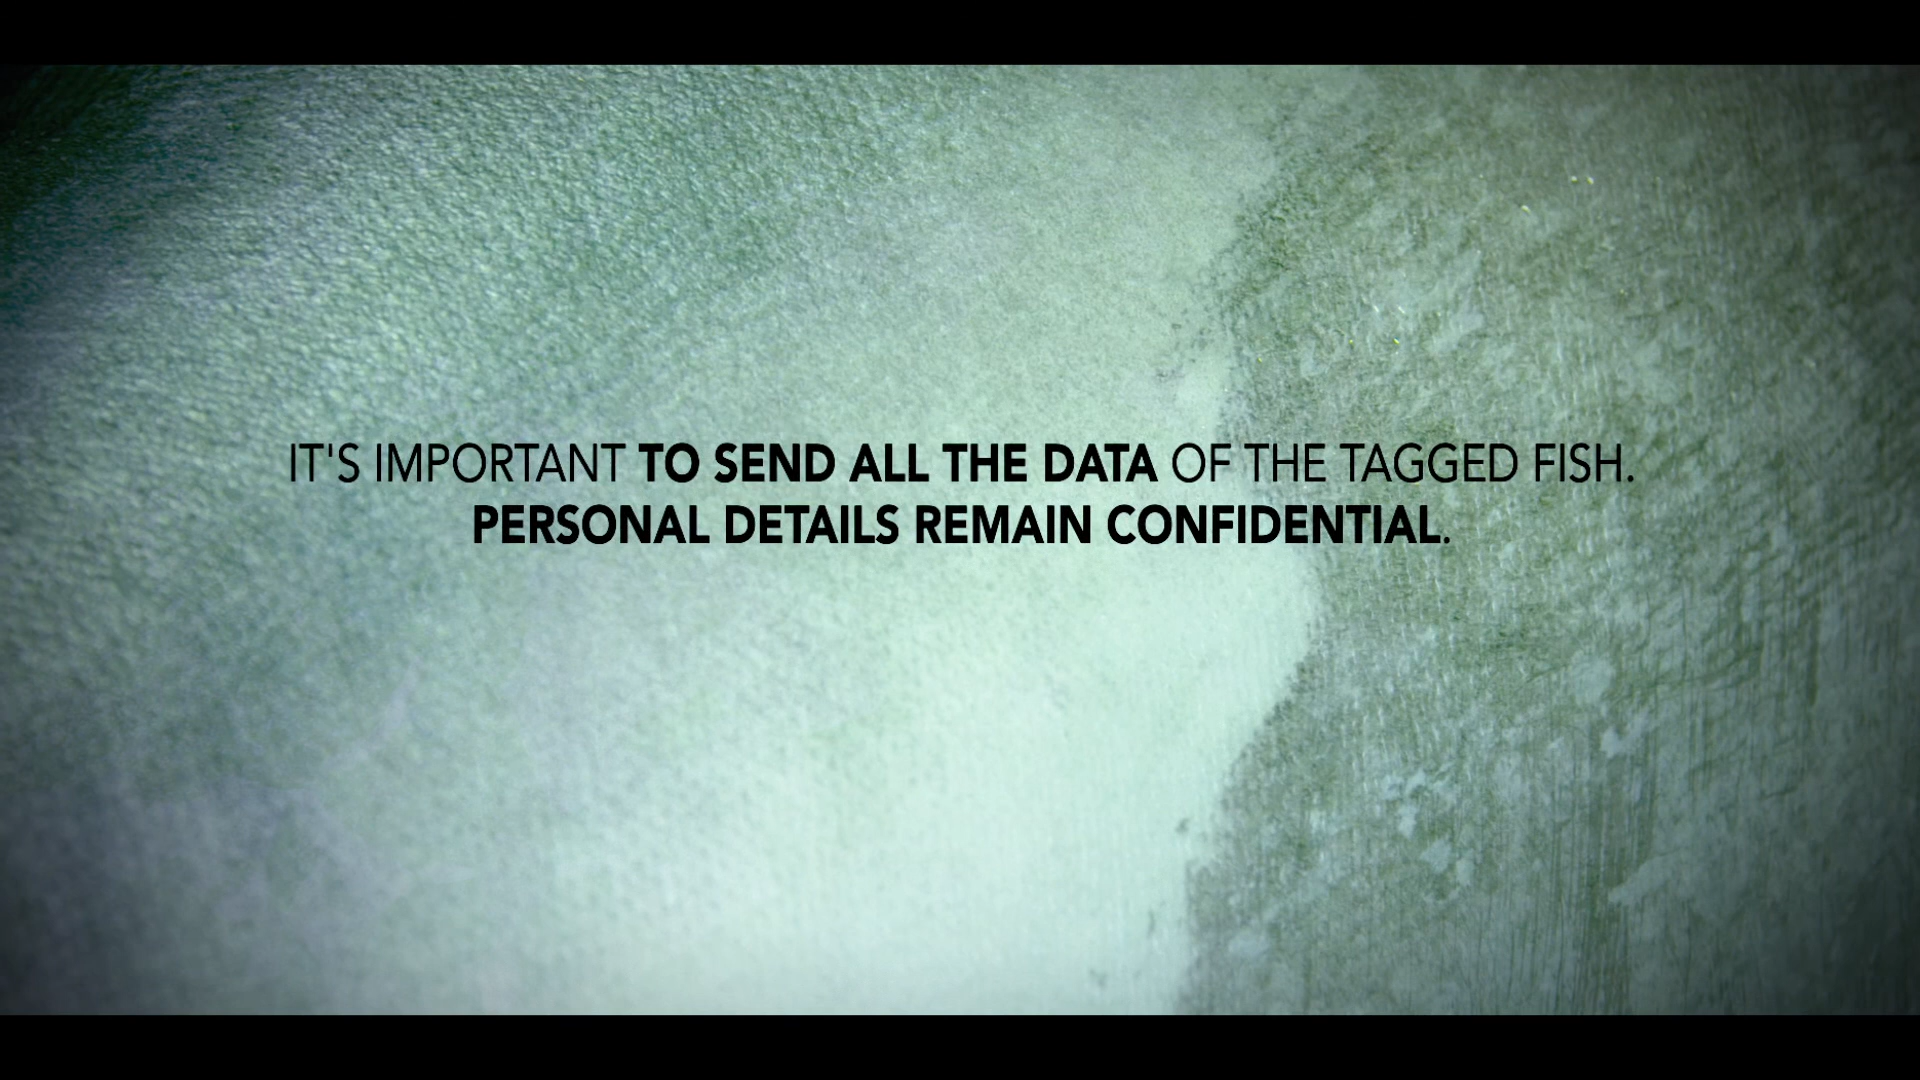 IT'S IMPORTANT TO SEND ALL THE DATA OF THE TAGGED FISH.
PERSONAL DETAILS REMAIN CONFIDENTIAL.